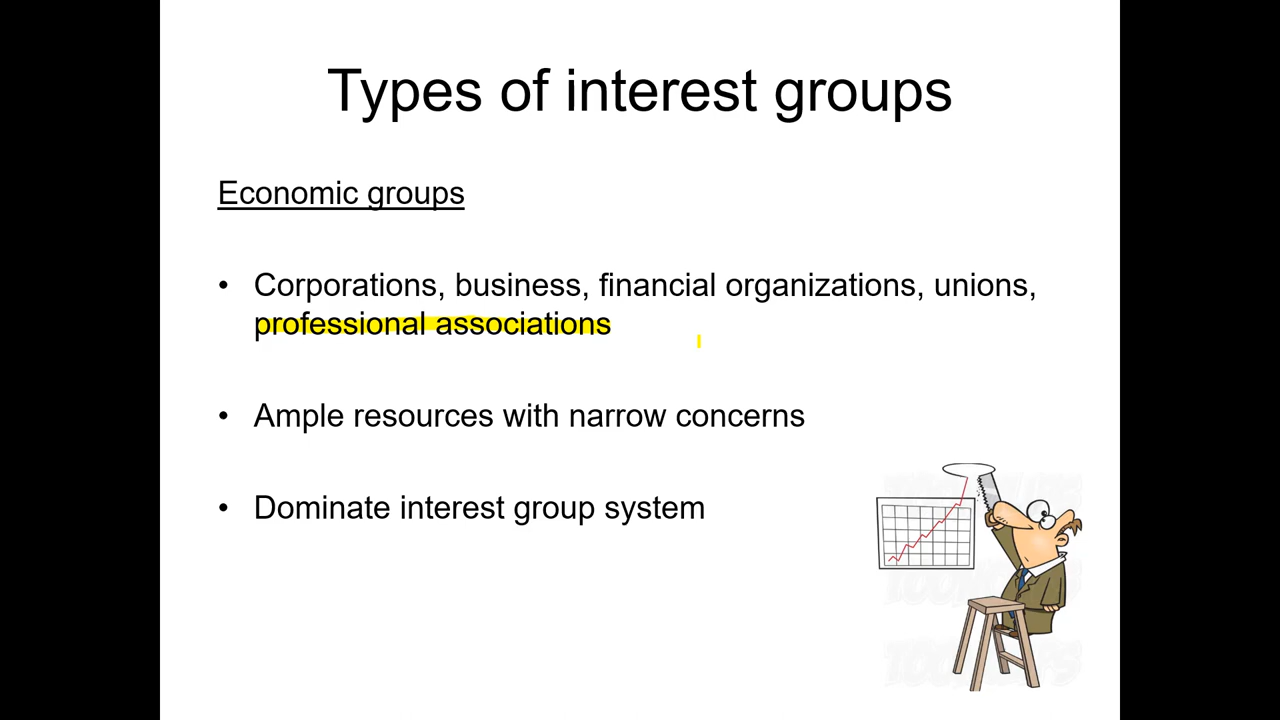 Types of interest groups
Economic groups
• Corporations, business, financial organizations, unions,
professional associations
• Ample resources with narrow concerns
• Dominate interest group system